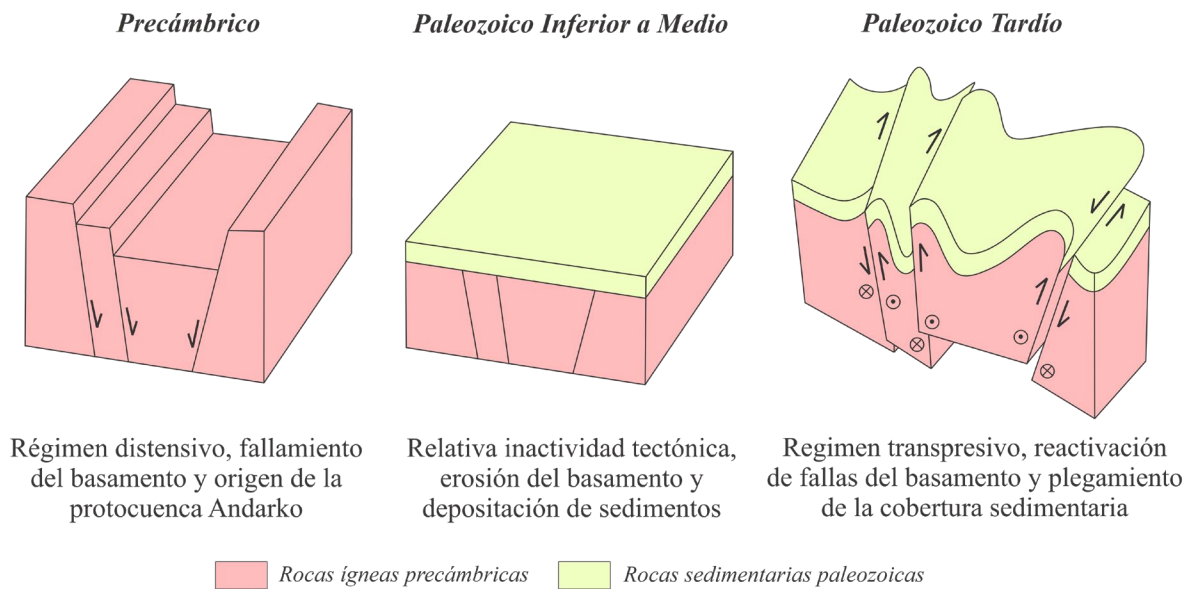 Precámbrico
Paleozoico Inferior a Medio
Paleozoico Tardío
Régimen distensivo, fallamiento
del basamento y origen de la
protocuenca Andarko
Relativa inactividad tectónica,
erosión del basamento y
depositación de sedimentos
Regimen transpresivo, reactivación
de fallas del basamento y plegamiento
de la cobertura sedimentaria
Rocas ígneas precámbricas
Rocas sedimentarias paleozoicas